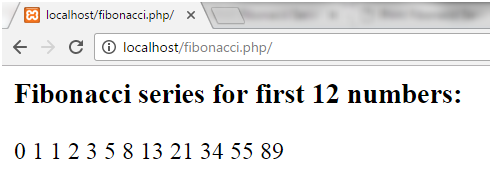 localhost/fibonacci.php/
localhost/fibonacci.php/
Fibonacci series for first 12 numbers:
0 1 1 2 3 5 8 13 21 34 55 89